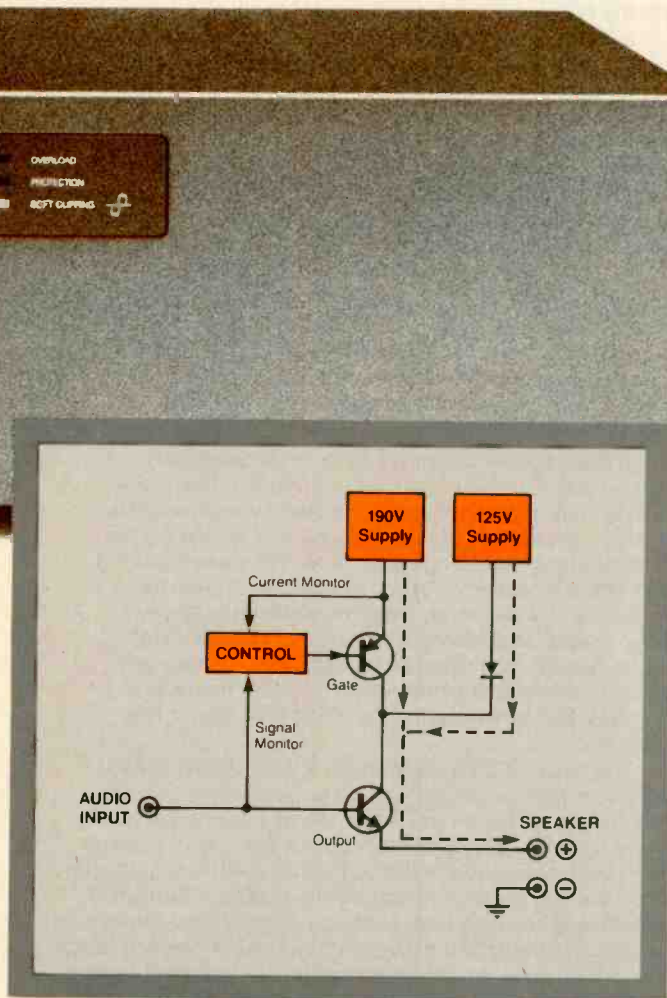 OVERLOAD
PROTECTION
SOFT CLIPPING
190V
Supply
125V
Supply
Current Monitor
CONTROL
Gate
Signal
Monitor
AUDIO
INPUT
Output
SPEAKER
+
−